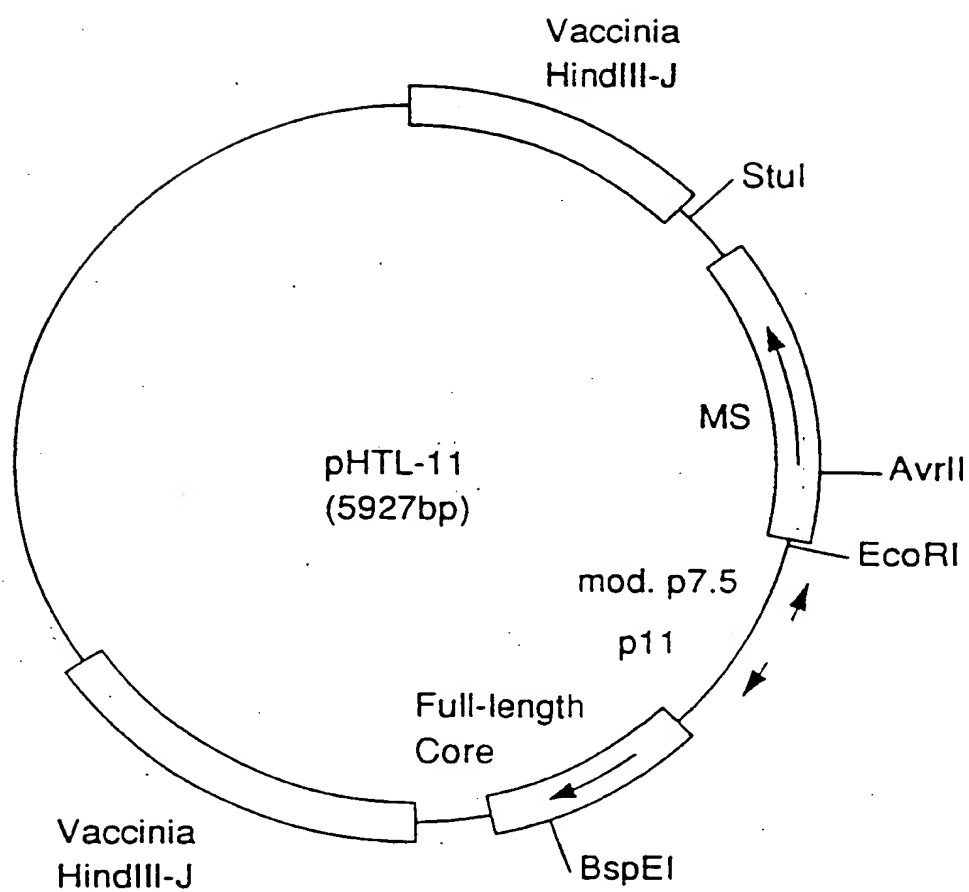 Vaccinia
HindIII-J
StuI
MS
AvrII
pHTL-11
(5927bp)
EcoRI
mod. p7.5
p11
Full-length
Core
Vaccinia
HindIII-J
BspEI